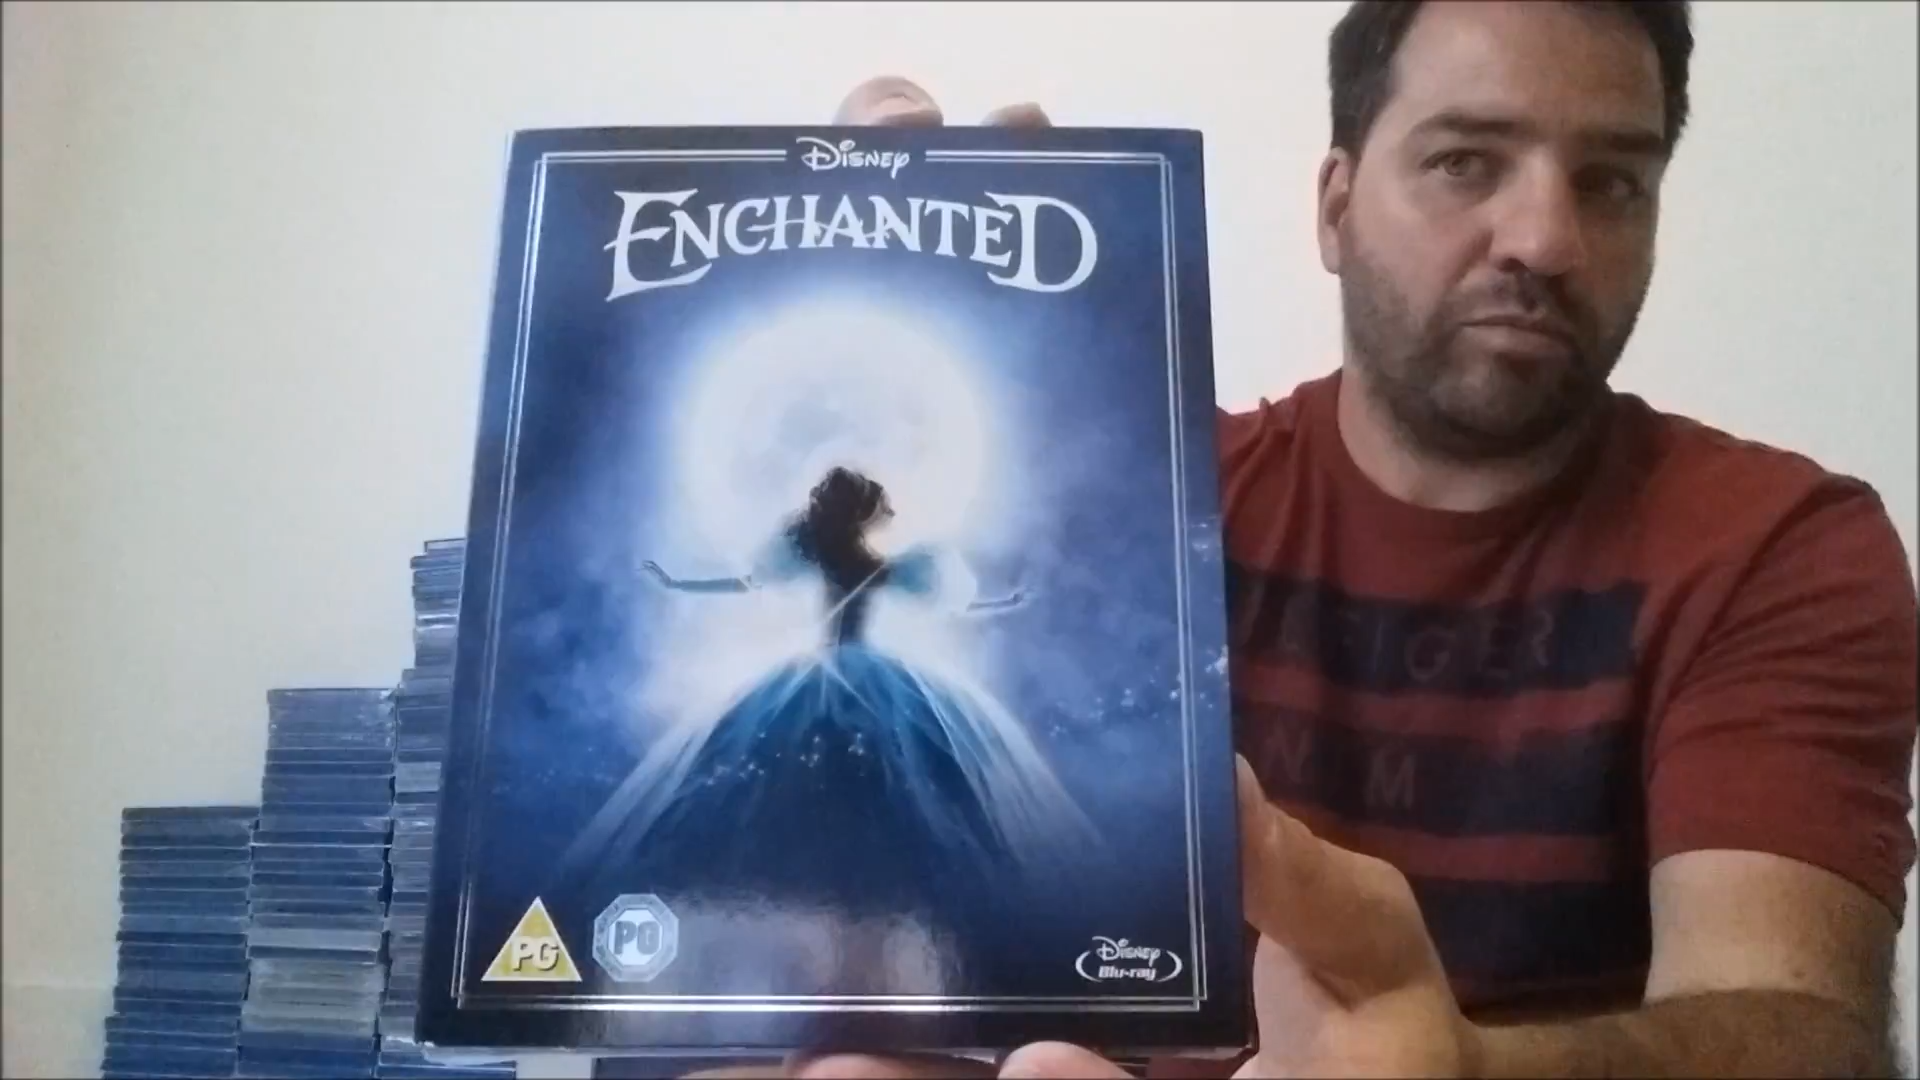 Disney
ENCHANTED
PG
PG
Disney
Blu-ray